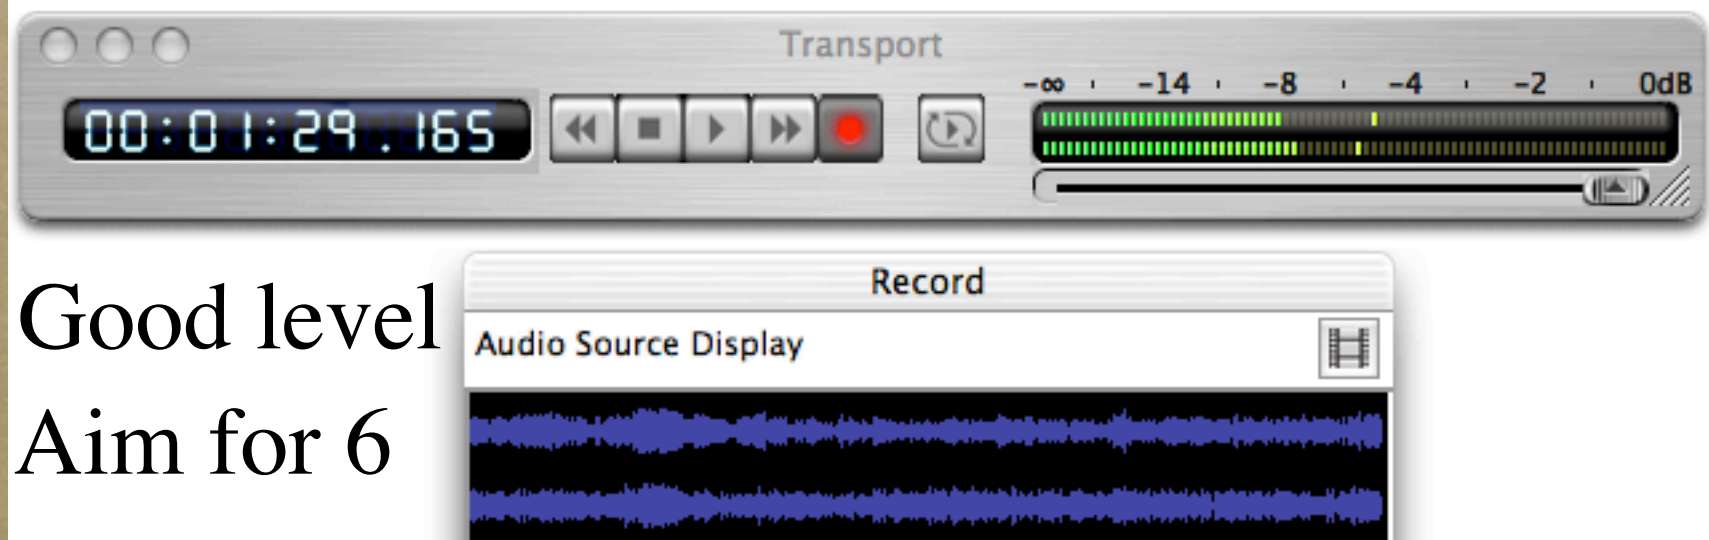 Transport
-∞ -14 -8 -4 -2 0dB
00:01:29.165
Record
Good level
Audio Source Display
Aim for 6